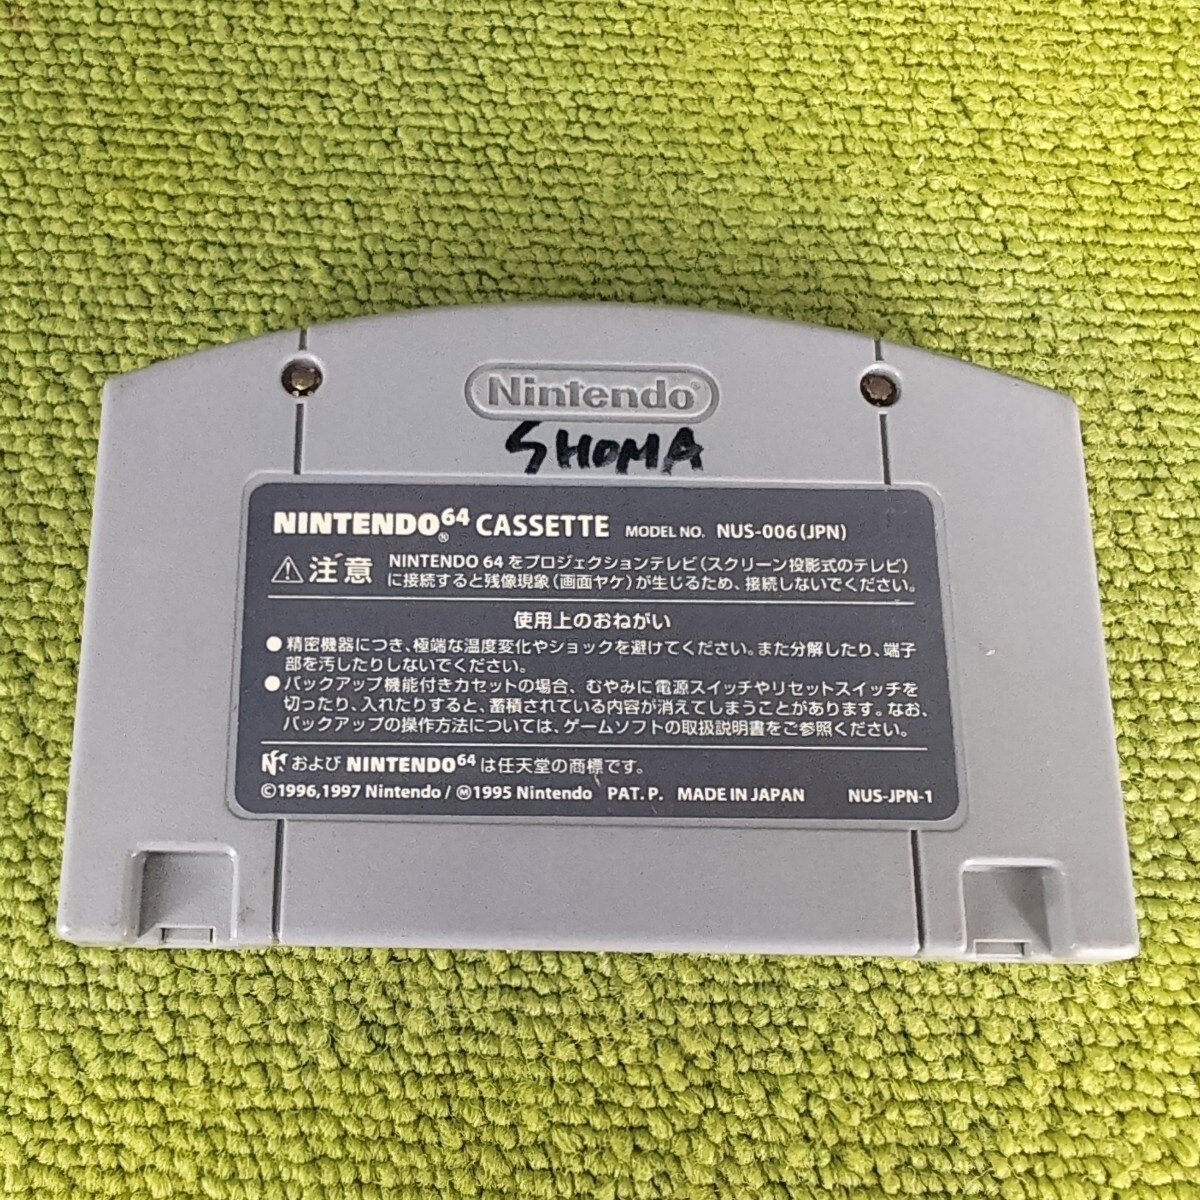 Nintendo®
SHOMA
NINTENDO®64 CASSETTE MODEL NO. NUS-006(JPN)
⚠注意 NINTENDO 64をプロジェクションテレビ(スクリーン投影式のテレビ)
に接続すると残像現象(画面ヤケ)が生じるため、接続しないでください。
使用上のおねがい
●精密機器につき、極端な温度変化やショックを避けてください。また分解したり、端子
部を汚したりしないでください。
●バックアップ機能付きカセットの場合、むやみに電源スイッチやリセットスイッチを
切ったり、入れたりすると、蓄積されている内容が消えてしまうことがあります。なお、
バックアップの操作方法については、ゲームソフトの取扱説明書をご参照ください。
および NINTENDO64は任天堂の商標です。
©1996,1997 Nintendo / Ⓜ1995 Nintendo PAT. P. MADE IN JAPAN NUS-JPN-1